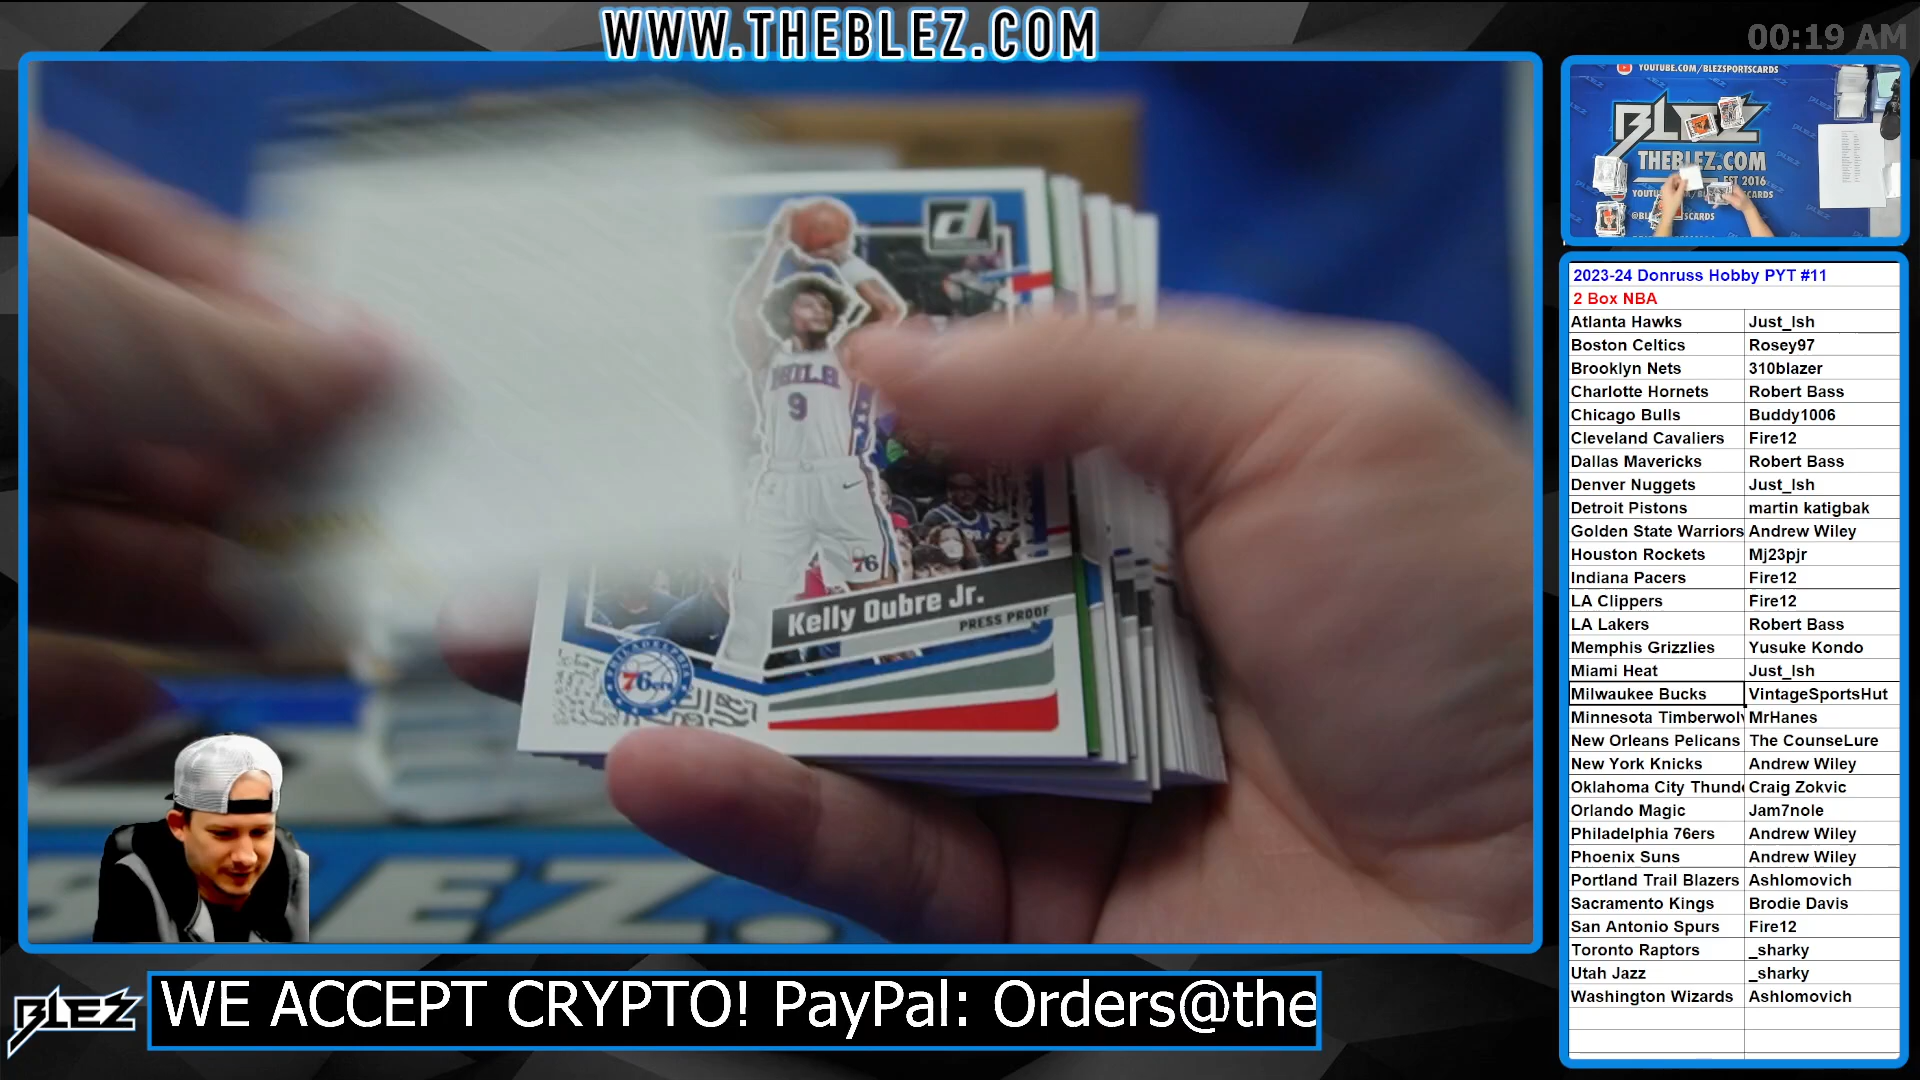 WWW.THEBLEZ.COM
00:19 AM
PHILA
9
76
Kelly Oubre Jr.
PRESS PROOF
PHILADELPHIA
76ers
YOUTUBE.COM/BLEZSPORTSCARDS
BLEZ
THEBLEZ.COM
EST 2016
2023-24 Donruss Hobby PYT #11
2 Box NBA
Atlanta Hawks Just_Ish
Boston Celtics Rosey97
Brooklyn Nets 310blazer
Charlotte Hornets Robert Bass
Chicago Bulls Buddy1006
Cleveland Cavaliers Fire12
Dallas Mavericks Robert Bass
Denver Nuggets Just_Ish
Detroit Pistons martin katigbak
Golden State Warriors Andrew Wiley
Houston Rockets Mj23pjr
Indiana Pacers Fire12
LA Clippers Fire12
LA Lakers Robert Bass
Memphis Grizzlies Yusuke Kondo
Miami Heat Just_Ish
Milwaukee Bucks VintageSportsHut
Minnesota Timberwolv MrHanes
New Orleans Pelicans The CounseLure
New York Knicks Andrew Wiley
Oklahoma City Thund Craig Zokvic
Orlando Magic Jam7nole
Philadelphia 76ers Andrew Wiley
Phoenix Suns Andrew Wiley
Portland Trail Blazers Ashlomovich
Sacramento Kings Brodie Davis
San Antonio Spurs Fire12
Toronto Raptors _sharky
Utah Jazz _sharky
Washington Wizards Ashlomovich
BLEZ
WE ACCEPT CRYPTO! PayPal: Orders@the